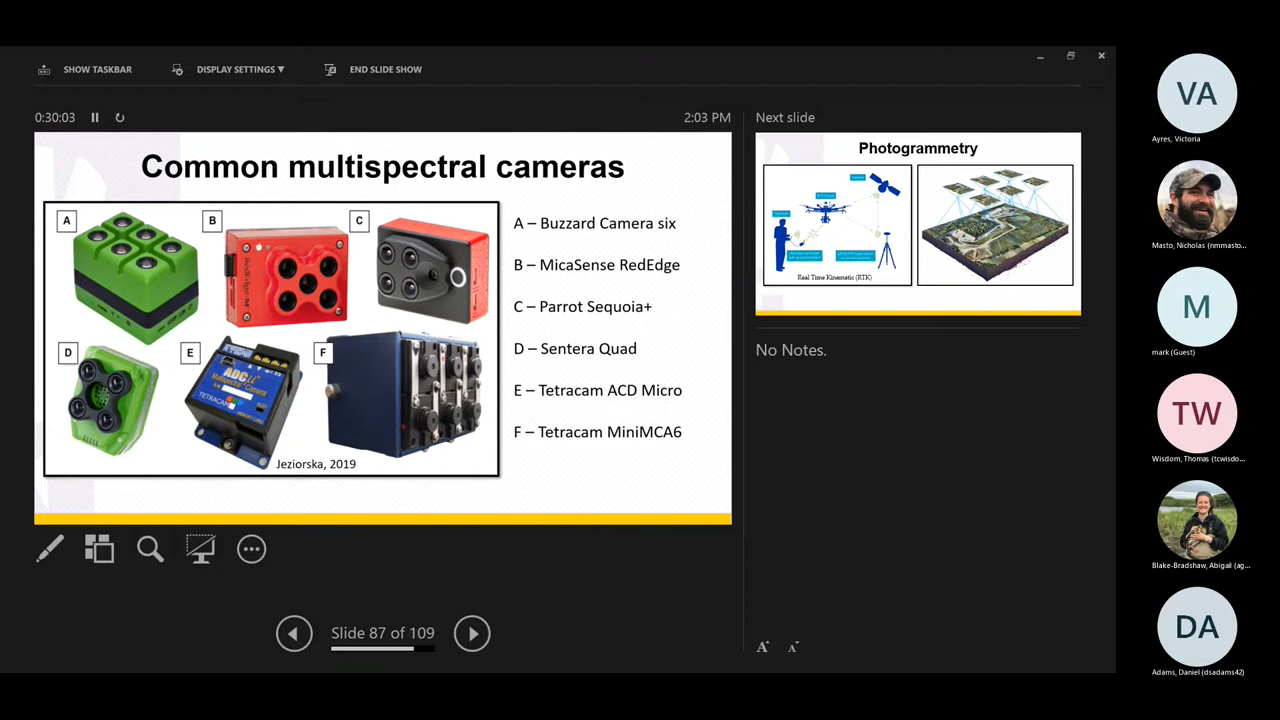 SHOW TASKBAR
DISPLAY SETTINGS ▼
END SLIDE SHOW
0:30:03
2:03 PM
Common multispectral cameras
A
B
C
D
E
F
RedEdge-M
TETRACAM
Jeziorska, 2019
A – Buzzard Camera six
B – MicaSense RedEdge
C – Parrot Sequoia+
D – Sentera Quad
E – Tetracam ACD Micro
F – Tetracam MiniMCA6
Next slide
Photogrammetry
Real Time Kinematic (RTK)
No Notes.
Slide 87 of 109
A
A
VA
Ayres, Victoria
Masto, Nicholas (nmmasto...
M
mark (Guest)
TW
Wisdom, Thomas (tcwisdo...
Blake-Bradshaw, Abigail (ag...
DA
Adams, Daniel (dsadams42)